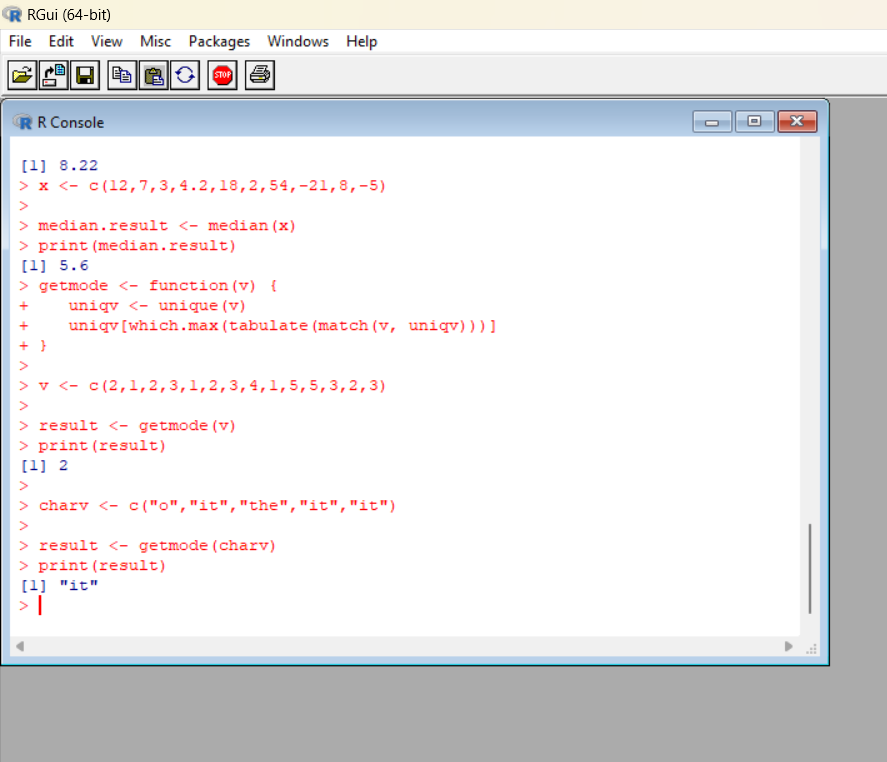 RGui (64-bit)
File Edit View Misc Packages Windows Help
STOP
R Console
[1] 8.22
> x <- c(12,7,3,4.2,18,2,54,-21,8,-5)
>
> median.result <- median(x)
> print(median.result)
[1] 5.6
> getmode <- function(v) {
+    uniqv <- unique(v)
+    uniqv[which.max(tabulate(match(v, uniqv)))]
+ }
>
> v <- c(2,1,2,3,1,2,3,4,1,5,5,3,2,3)
>
> result <- getmode(v)
> print(result)
[1] 2
>
> charv <- c("o","it","the","it","it")
>
> result <- getmode(charv)
> print(result)
[1] "it"
>